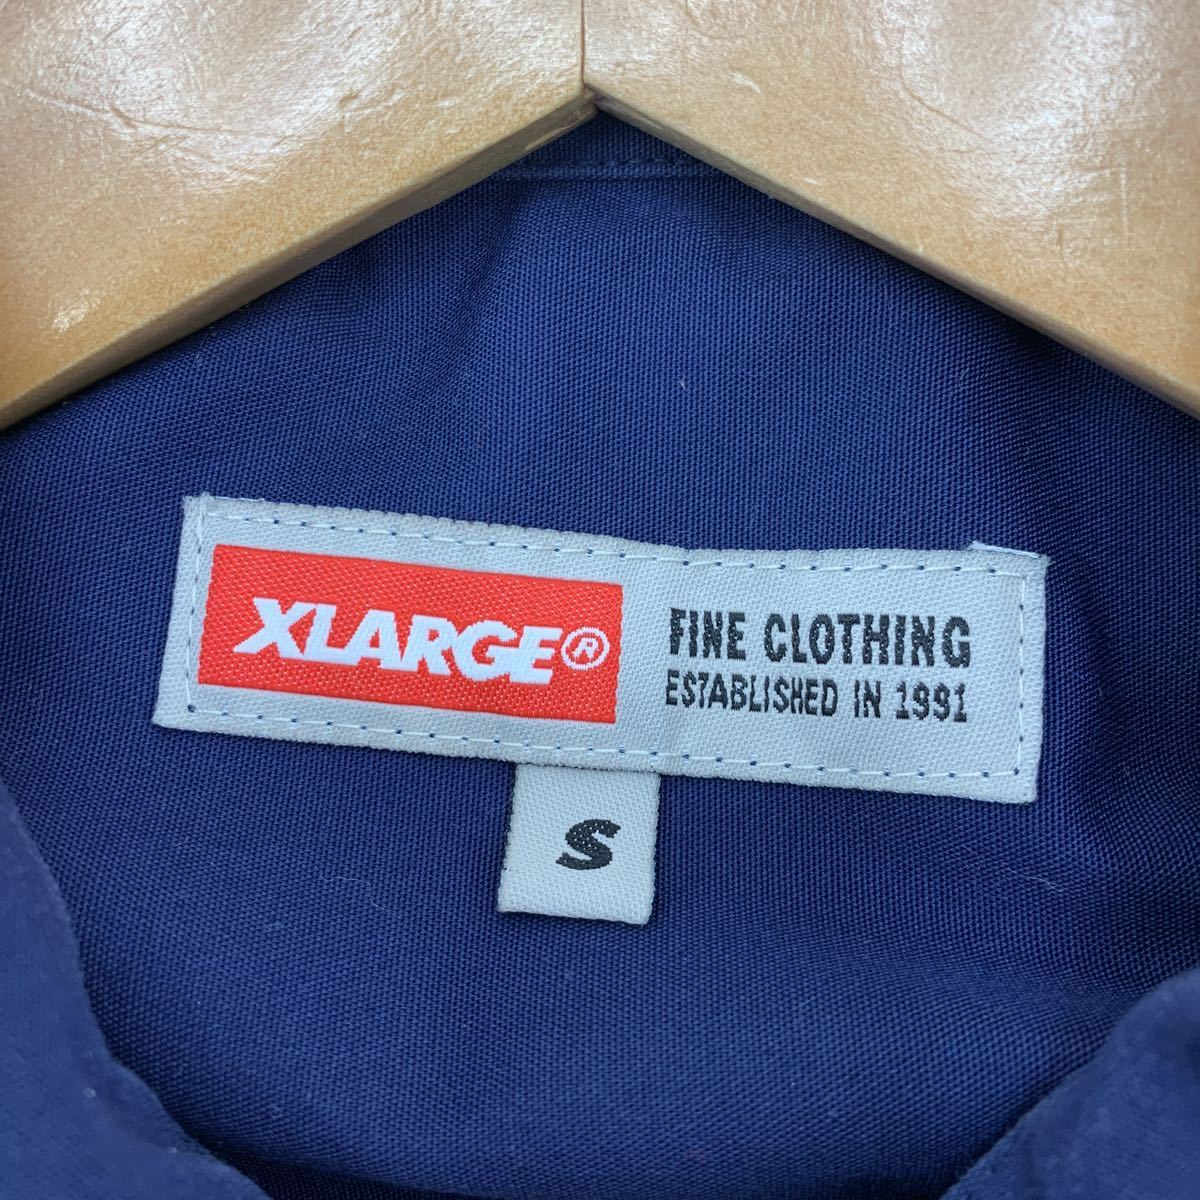 XLARGE®
FINE CLOTHING
ESTABLISHED IN 1991
S